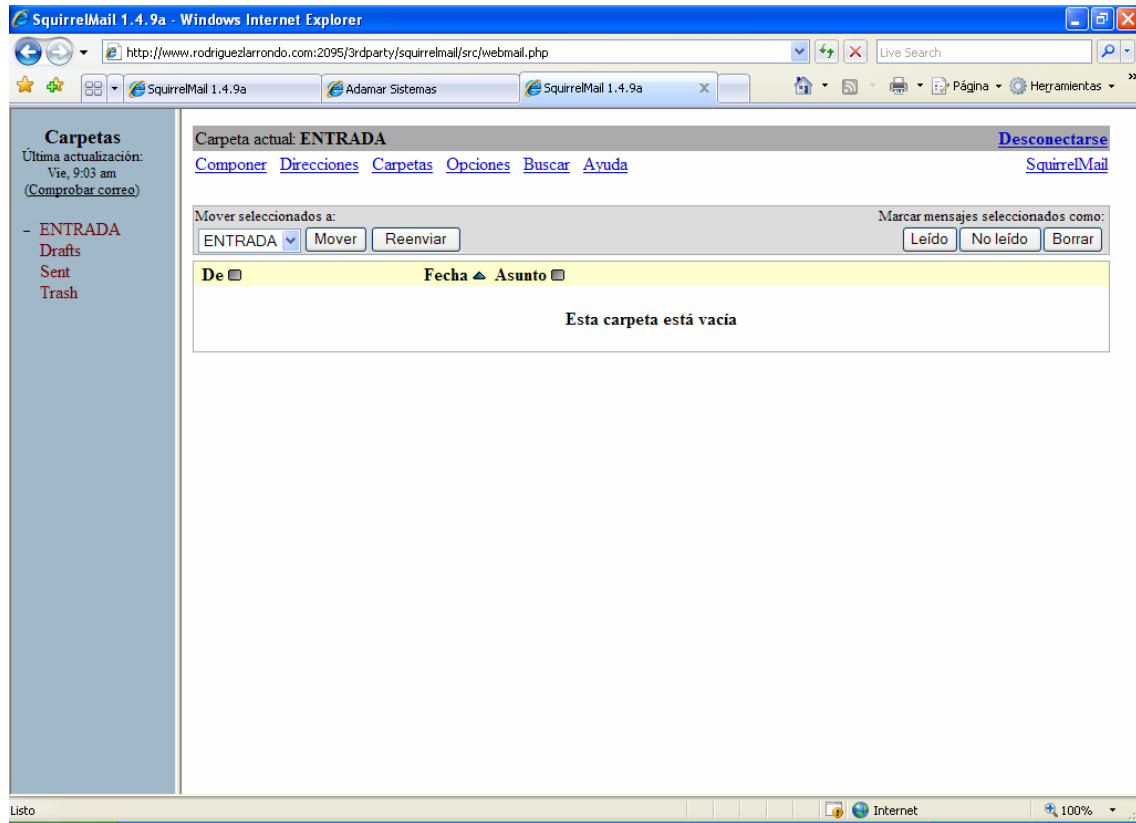 SquirrelMail 1.4.9a - Windows Internet Explorer
http://www.rodriguezlarrondo.com:2095/3rdparty/squirrelmail/src/webmail.php
Live Search
SquirrelMail 1.4.9a
Adamar Sistemas
SquirrelMail 1.4.9a
Página
Herramientas
Carpetas
Última actualización:
Vie, 9:03 am
(Comprobar correo)
– ENTRADA
Drafts
Sent
Trash
Carpeta actual: ENTRADA
Desconectarse
Componer Direcciones Carpetas Opciones Buscar Ayuda
SquirrelMail
Mover seleccionados a:
Marcar mensajes seleccionados como:
ENTRADA Mover Reenviar
Leído No leído Borrar
De Fecha Asunto
Esta carpeta está vacía
Listo
Internet
100%